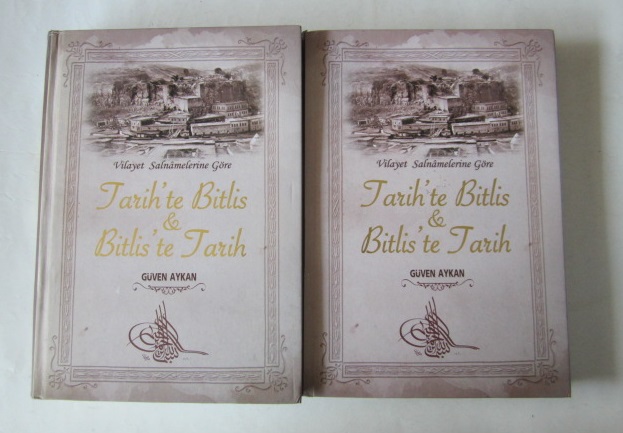 Vilayet Salnâmelerine Göre
Tarih'te Bitlis
&
Bitlis'te Tarih
GÜVEN AYKAN
Vilayet Salnâmelerine Göre
Tarih'te Bitlis
&
Bitlis'te Tarih
GÜVEN AYKAN